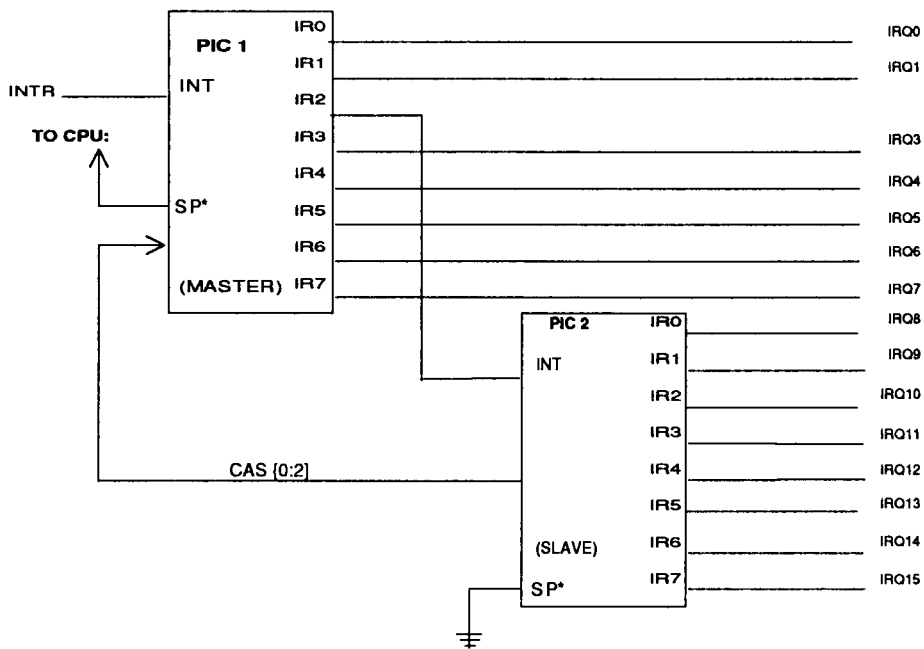 PIC 1
INTR
INT
TO CPU:
SP*
(MASTER)
IR0
IR1
IR2
IR3
IR4
IR5
IR6
IR7
IRQ0
IRQ1
IRQ3
IRQ4
IRQ5
IRQ6
IRQ7
PIC 2
INT
CAS [0:2]
(SLAVE)
SP*
IR0
IR1
IR2
IR3
IR4
IR5
IR6
IR7
IRQ8
IRQ9
IRQ10
IRQ11
IRQ12
IRQ13
IRQ14
IRQ15